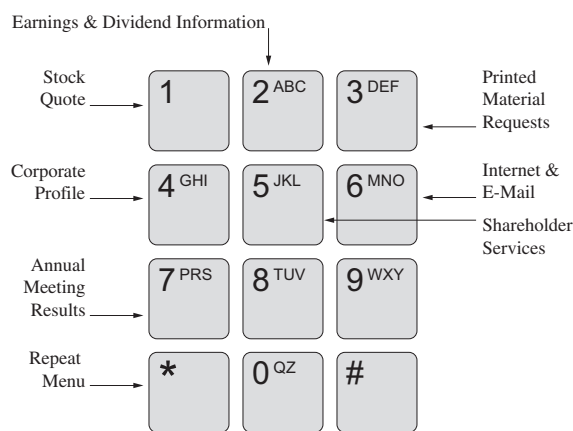 Earnings & Dividend Information
Stock
Quote
1
2 ABC
3 DEF
Printed
Material
Requests
Corporate
Profile
4 GHI
5 JKL
6 MNO
Internet &
E-Mail
Shareholder
Services
Annual
Meeting
Results
7 PRS
8 TUV
9 WXY
Repeat
Menu
*
0 QZ
#